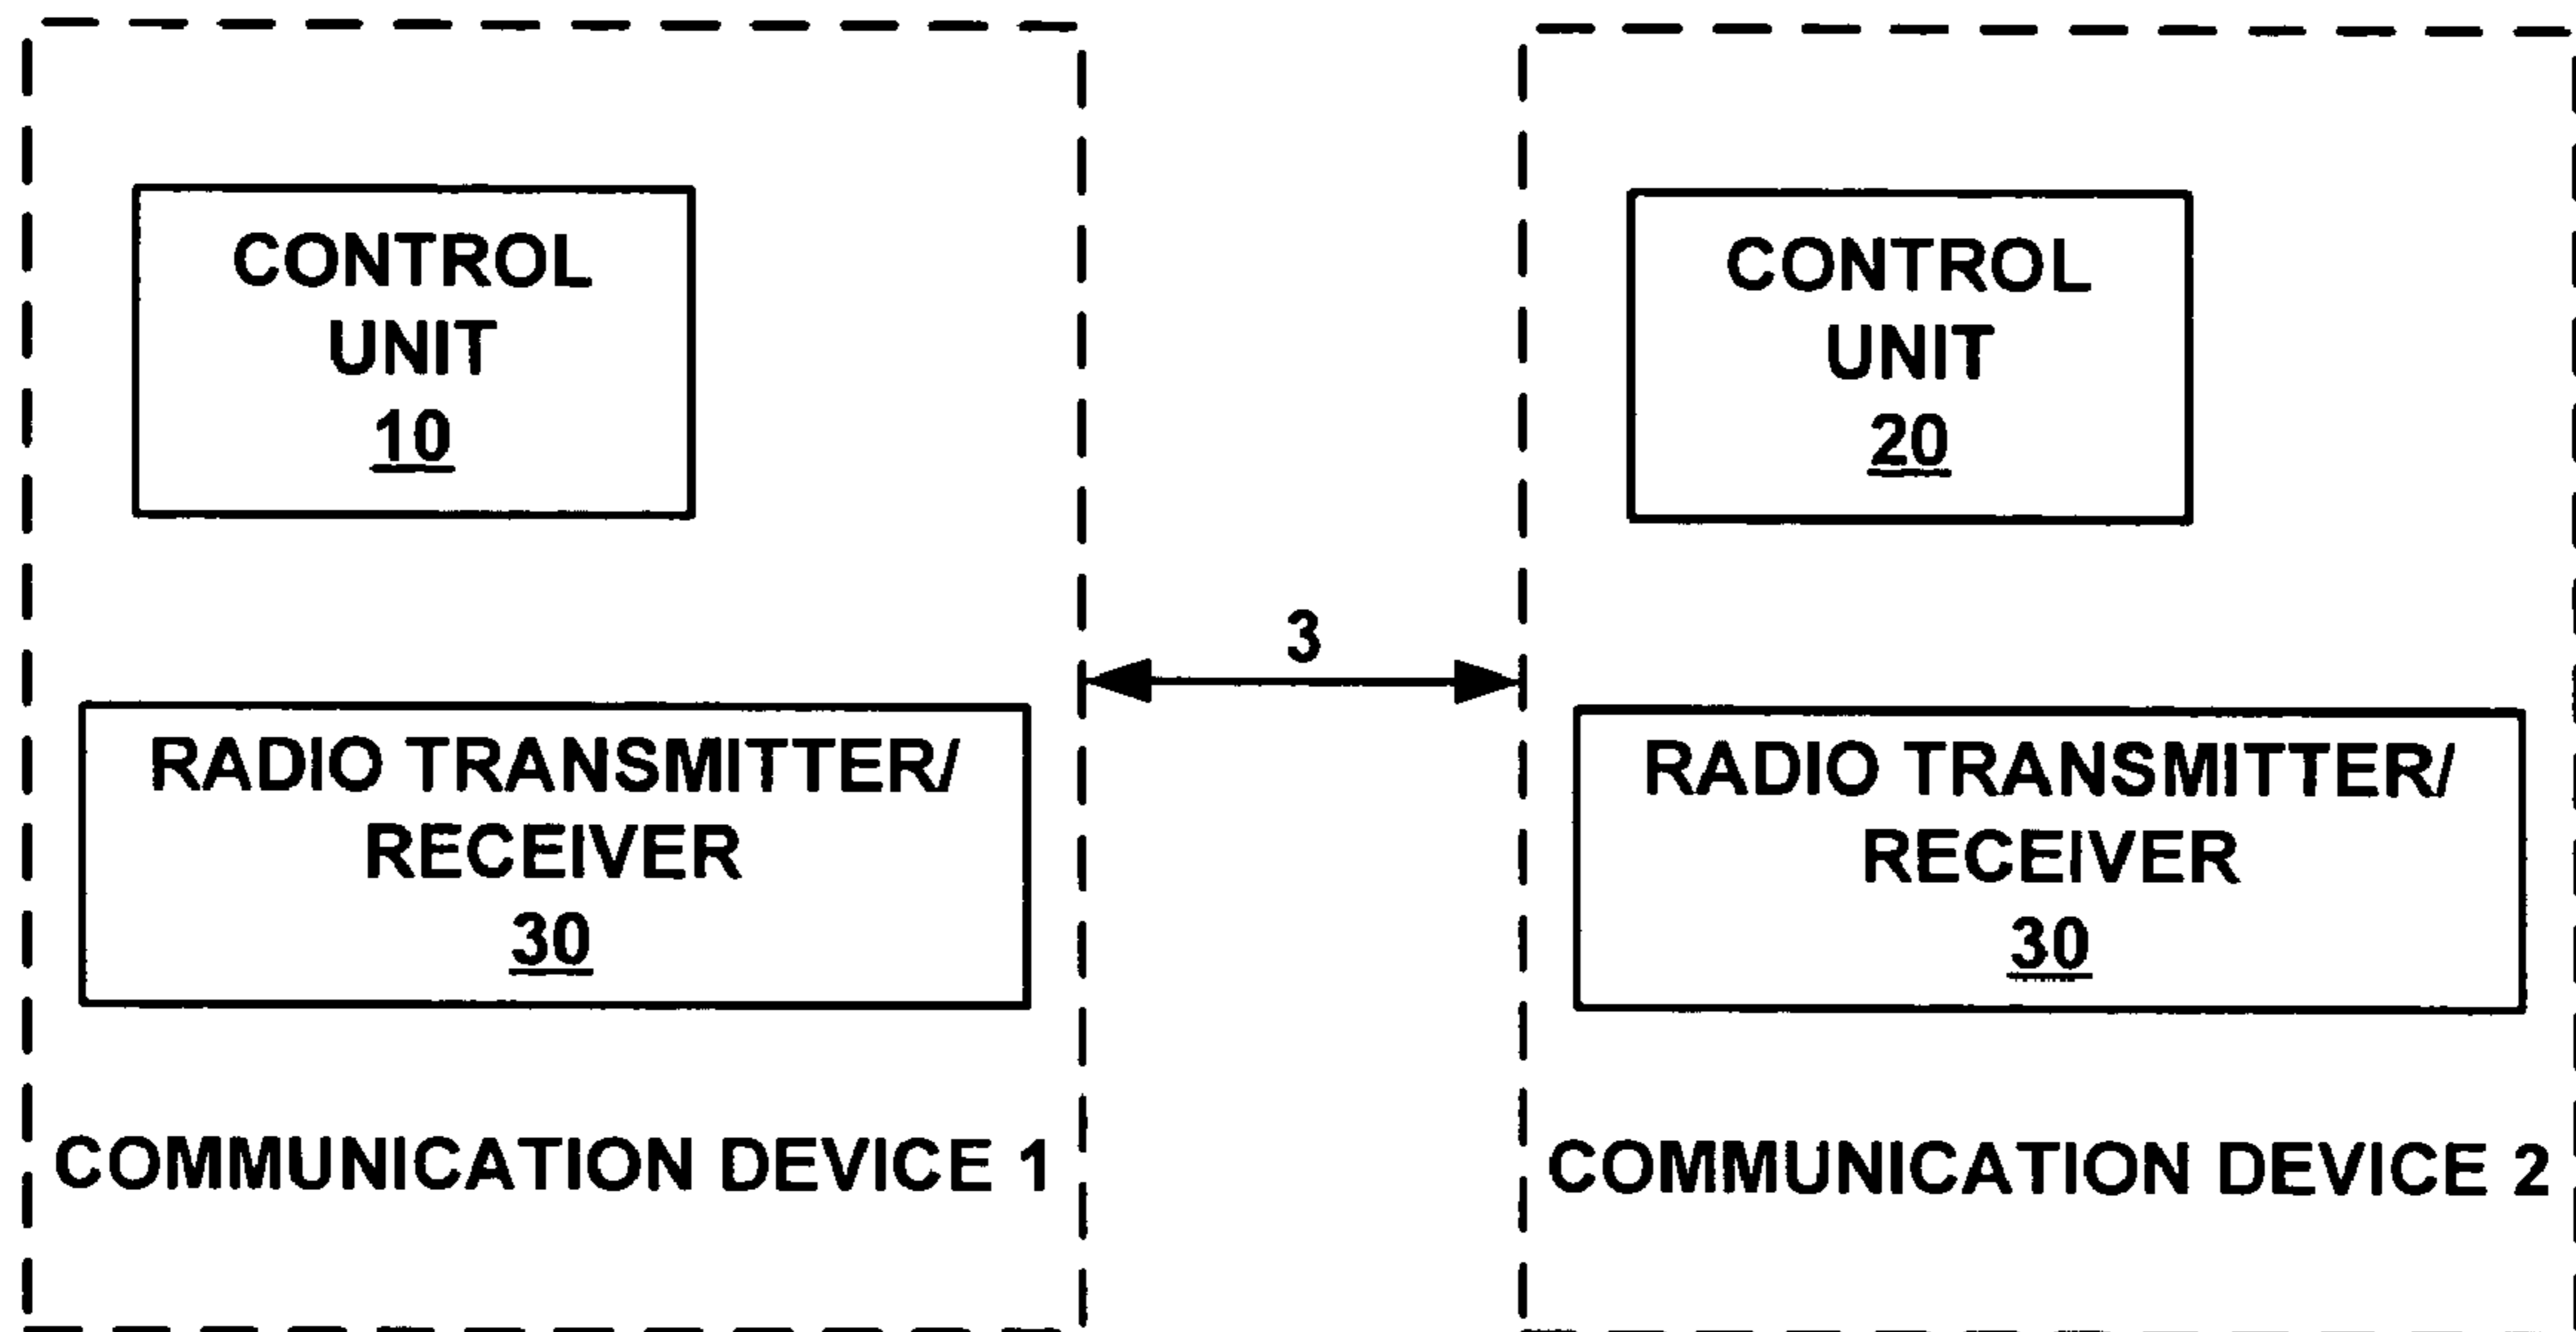 CONTROL
UNIT
10
RADIO TRANSMITTER/
RECEIVER
30
COMMUNICATION DEVICE 1
3
CONTROL
UNIT
20
RADIO TRANSMITTER/
RECEIVER
30
COMMUNICATION DEVICE 2